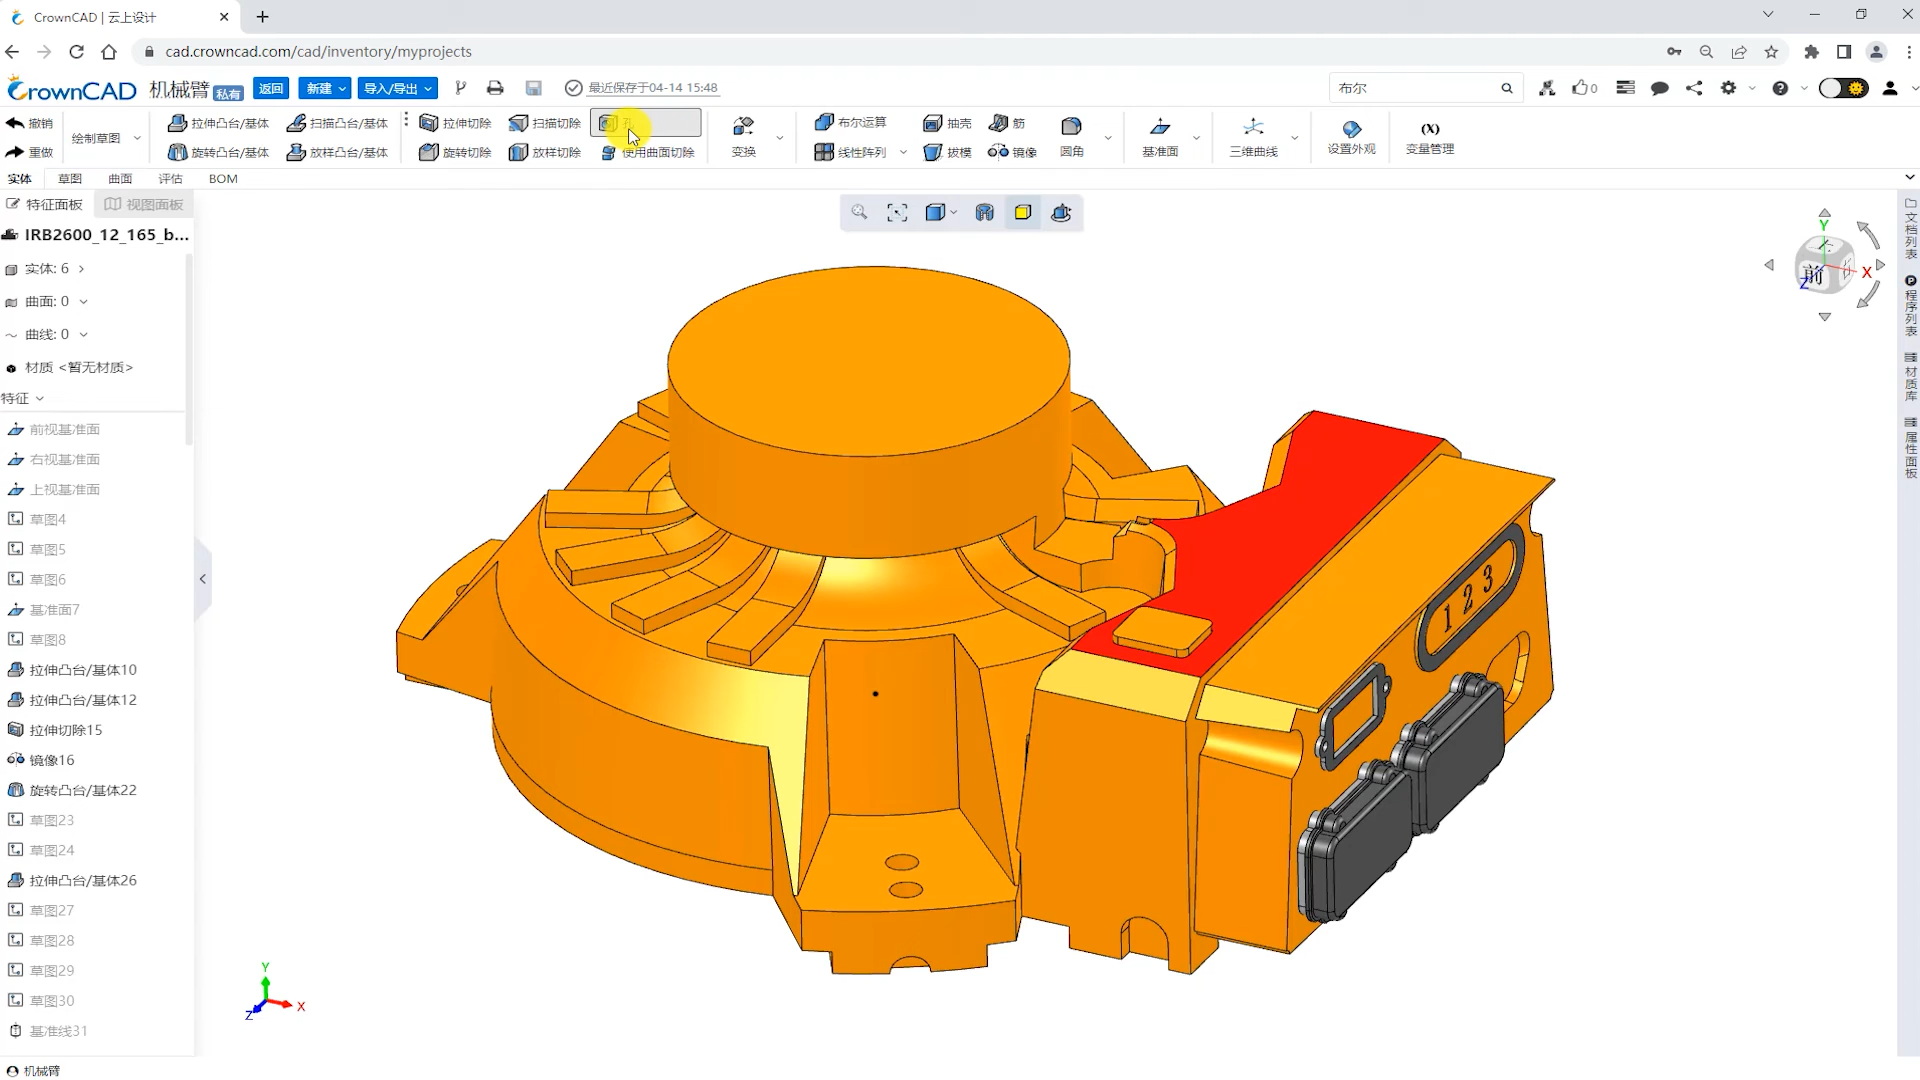 CrownCAD | 云上设计
cad.crowncad.com/cad/inventory/myprojects
CrownCAD 机械臂 私有 返回 新建 导入/导出 最近保存于04-14 15:48 布尔 0
撤销 重做 绘制草图
拉伸凸台/基体 扫描凸台/基体 拉伸切除 扫描切除 孔
旋转凸台/基体 放样凸台/基体 旋转切除 放样切除 使用曲面切除
变换 布尔运算 线性阵列 抽壳 筋 拔模 镜像 圆角 基准面 三维曲线 设置外观 (x) 变量管理
实体 草图 曲面 评估 BOM
特征面板 视图面板
IRB2600_12_165_b...
实体: 6
曲面: 0
曲线: 0
材质 <暂无材质>
特征
前视基准面
右视基准面
上视基准面
草图4
草图5
草图6
基准面7
草图8
拉伸凸台/基体10
拉伸凸台/基体12
拉伸切除15
镜像16
旋转凸台/基体22
草图23
草图24
拉伸凸台/基体26
草图27
草图28
草图29
草图30
基准线31
机械臂
1 2 3
Y
X
Z
Y
前
X
Z
文档列表
程序列表
材质库
属性面板